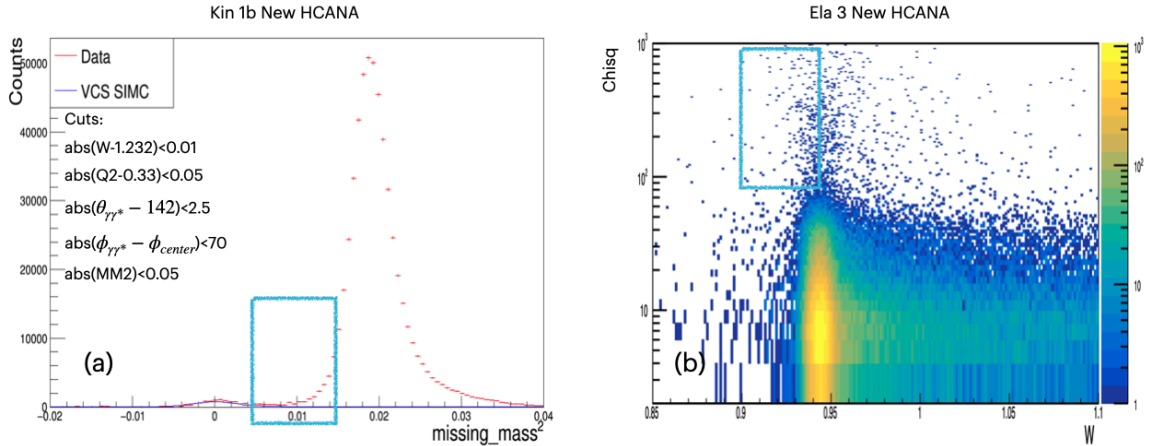 Kin 1b New HCANA
Counts
50000
40000
30000
20000
10000
0
Data
VCS SIMC
Cuts:
abs(W-1.232)<0.01
abs(Q2-0.33)<0.05
abs(θ_γγ* − 142)<2.5
abs(ϕ_γγ* − ϕ_center)<70
abs(MM2)<0.05
(a)
−0.02 −0.01 0 0.01 0.02 0.03 0.04
missing_mass²
Ela 3 New HCANA
Chisq
10³
10²
10
(b)
0.85 0.9 0.95 1 1.05 1.1
W
10³
10²
10
1